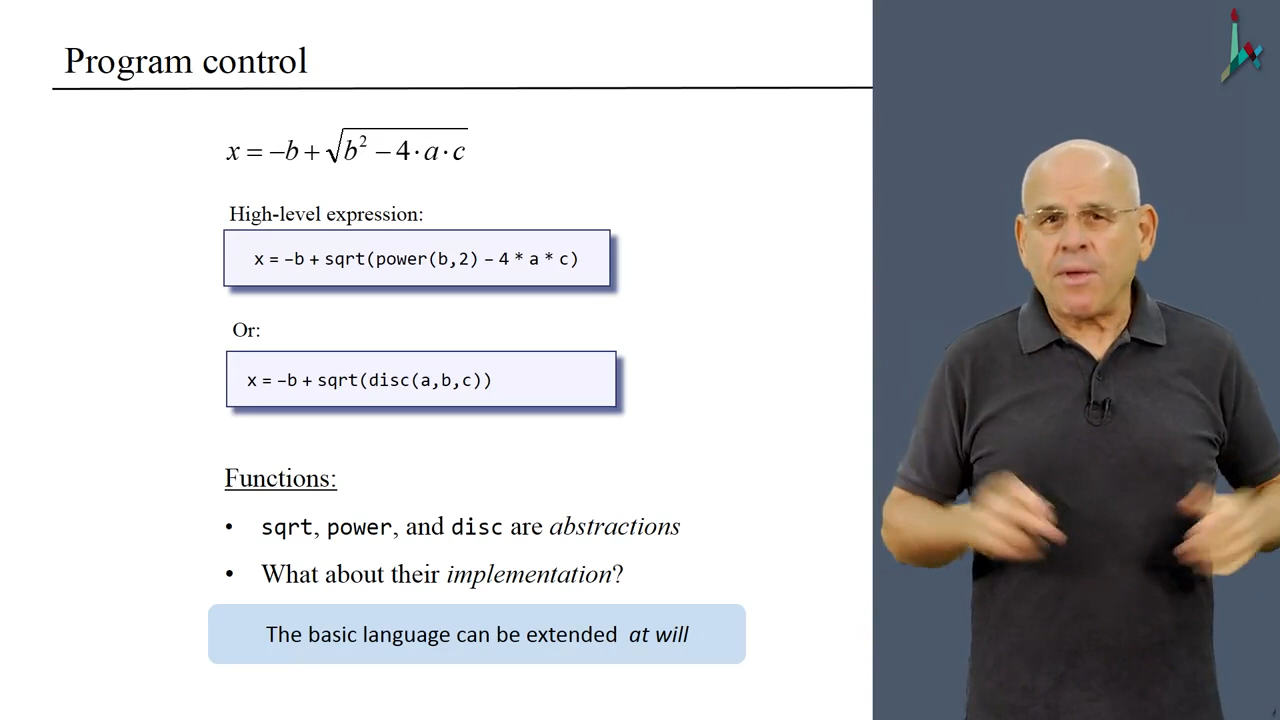 Program control
x = −b + √b² − 4 · a · c
High-level expression:
x = −b + sqrt(power(b,2) − 4 * a * c)
Or:
x = −b + sqrt(disc(a,b,c))
Functions:
• sqrt, power, and disc are abstractions
• What about their implementation?
The basic language can be extended at will